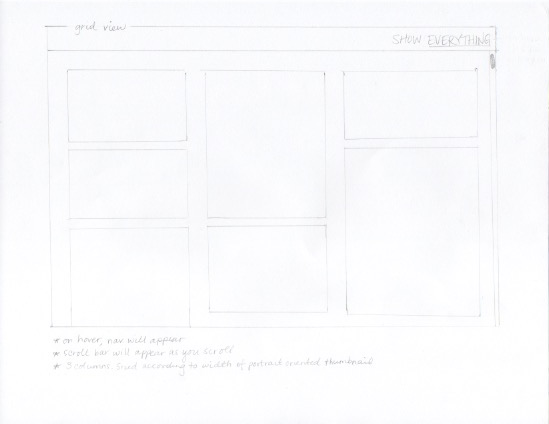 grid view
SHOW EVERYTHING
* on hover, nav will appear
* scroll bar will appear as you scroll
* 3 columns, sized according to width of portrait oriented thumbnail